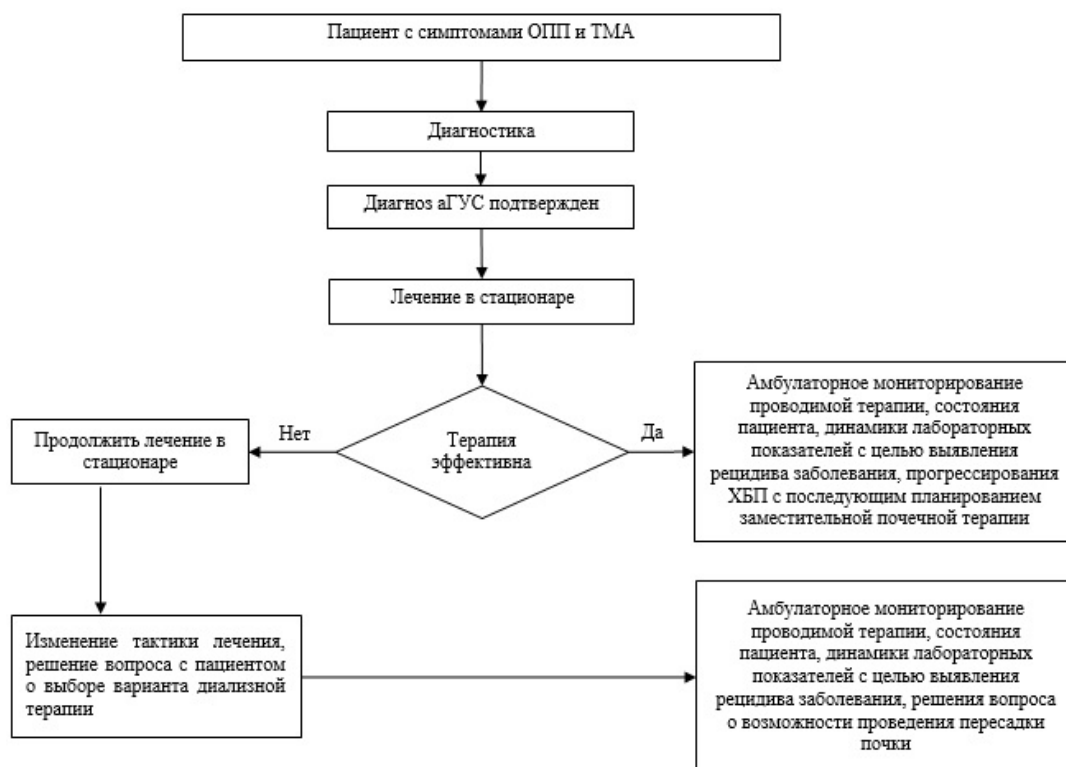 Пациент с симптомами ОПП и ТМА
Диагностика
Диагноз аГУС подтвержден
Лечение в стационаре
Терапия
эффективна
Нет
Да
Продолжить лечение в
стационаре
Амбулаторное мониторирование
проводимой терапии, состояния
пациента, динамики лабораторных
показателей с целью выявления
рецидива заболевания, прогрессирования
ХБП с последующим планированием
заместительной почечной терапии
Изменение тактики лечения,
решение вопроса с пациентом
о выборе варианта диализной
терапии
Амбулаторное мониторирование
проводимой терапии, состояния
пациента, динамики лабораторных
показателей с целью выявления
рецидива заболевания, решения вопроса
о возможности проведения пересадки
почки